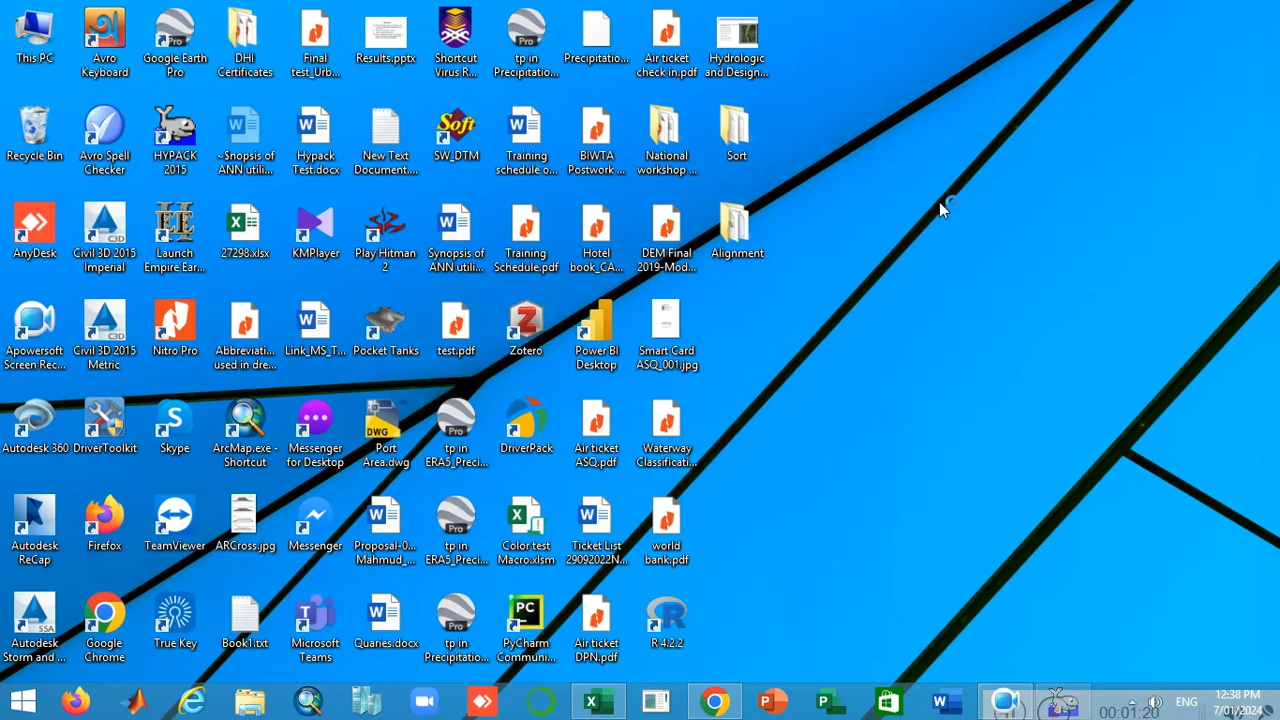 This PC
Avro
Keyboard
Google Earth
Pro
DHI
Certificates
Final
test_Urb...
Results.pptx
Shortcut
Virus R...
tp in
Precipitatio...
Precipitatio...
Air ticket
check in.pdf
Hydrologic
and Design...
Recycle Bin
Avro Spell
Checker
HYPACK
2015
~$nopsis of
ANN utili...
Hypack
Test.docx
New Text
Document....
SW_DTM
Training
schedule o...
BIWTA
Postwork ...
National
workshop ...
Sort
AnyDesk
Civil 3D 2015
Imperial
Launch
Empire Ear...
27298.xlsx
KMPlayer
Play Hitman
2
Synopsis of
ANN utili...
Training
Schedule.pdf
Hotel
book_CA...
DEM Final
2019-Mod...
Alignment
Apowersoft
Screen Rec...
Civil 3D 2015
Metric
Nitro Pro
Abbreviati...
used in dre...
Link_MS_T...
Pocket Tanks
test.pdf
Zotero
Power BI
Desktop
Smart Card
ASQ_001.jpg
Autodesk 360
DriverToolkit
Skype
ArcMap.exe -
Shortcut
Messenger
for Desktop
Port
Area.dwg
tp in
ERA5_Preci...
DriverPack
Air ticket
ASQ.pdf
Waterway
Classificati...
Autodesk
ReCap
Firefox
TeamViewer
ARCross.jpg
Messenger
Proposal-0...
Mahmud_...
tp in
ERA5_Preci...
Color test
Macro.xlsm
Ticket List
29092022N...
world
bank.pdf
Autodesk
Storm and ...
Google
Chrome
True Key
Book1.txt
Microsoft
Teams
Quaries.docx
tp in
Precipitatio...
PyCharm
Communi...
Air ticket
DPN.pdf
R 4.2.2
ENG
12:38 PM
7/01/2024